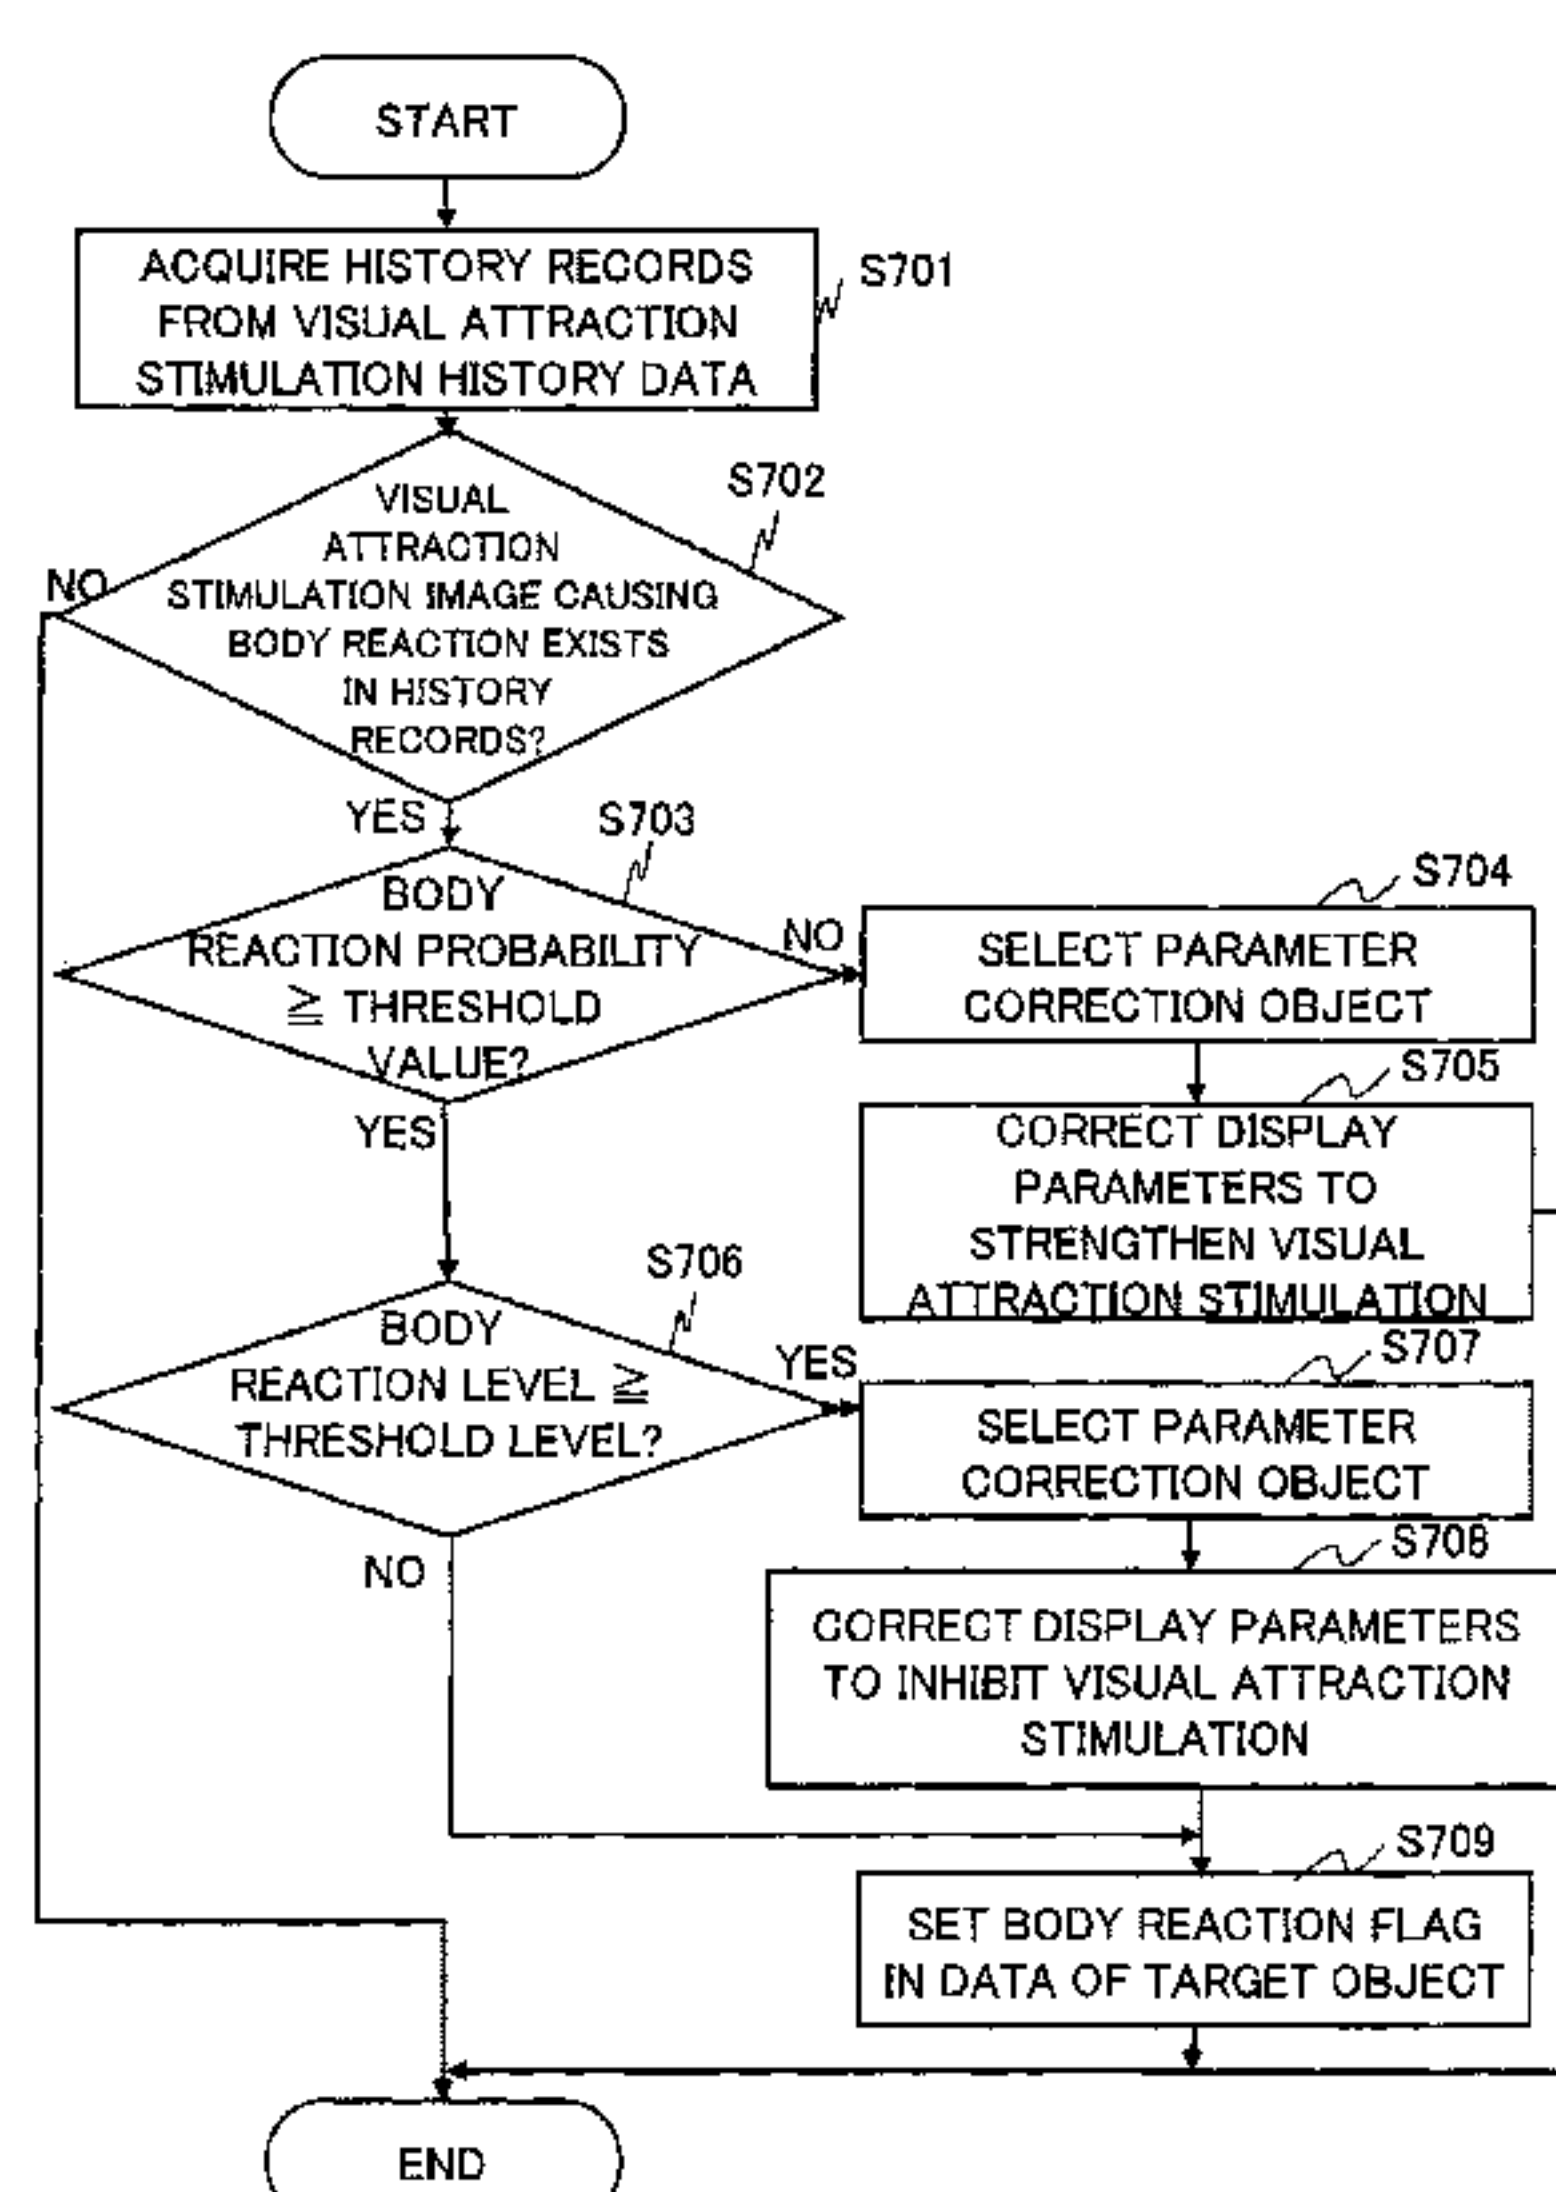 START
ACQUIRE HISTORY RECORDS
FROM VISUAL ATTRACTION
STIMULATION HISTORY DATA
S701
S702
VISUAL
ATTRACTION
STIMULATION IMAGE CAUSING
BODY REACTION EXISTS
IN HISTORY
RECORDS?
NO
YES
S703
BODY
REACTION PROBABILITY
≧ THRESHOLD
VALUE?
NO
YES
S704
SELECT PARAMETER
CORRECTION OBJECT
S705
CORRECT DISPLAY
PARAMETERS TO
STRENGTHEN VISUAL
ATTRACTION STIMULATION
S706
BODY
REACTION LEVEL ≧
THRESHOLD LEVEL?
YES
NO
S707
SELECT PARAMETER
CORRECTION OBJECT
S708
CORRECT DISPLAY PARAMETERS
TO INHIBIT VISUAL ATTRACTION
STIMULATION
S709
SET BODY REACTION FLAG
IN DATA OF TARGET OBJECT
END